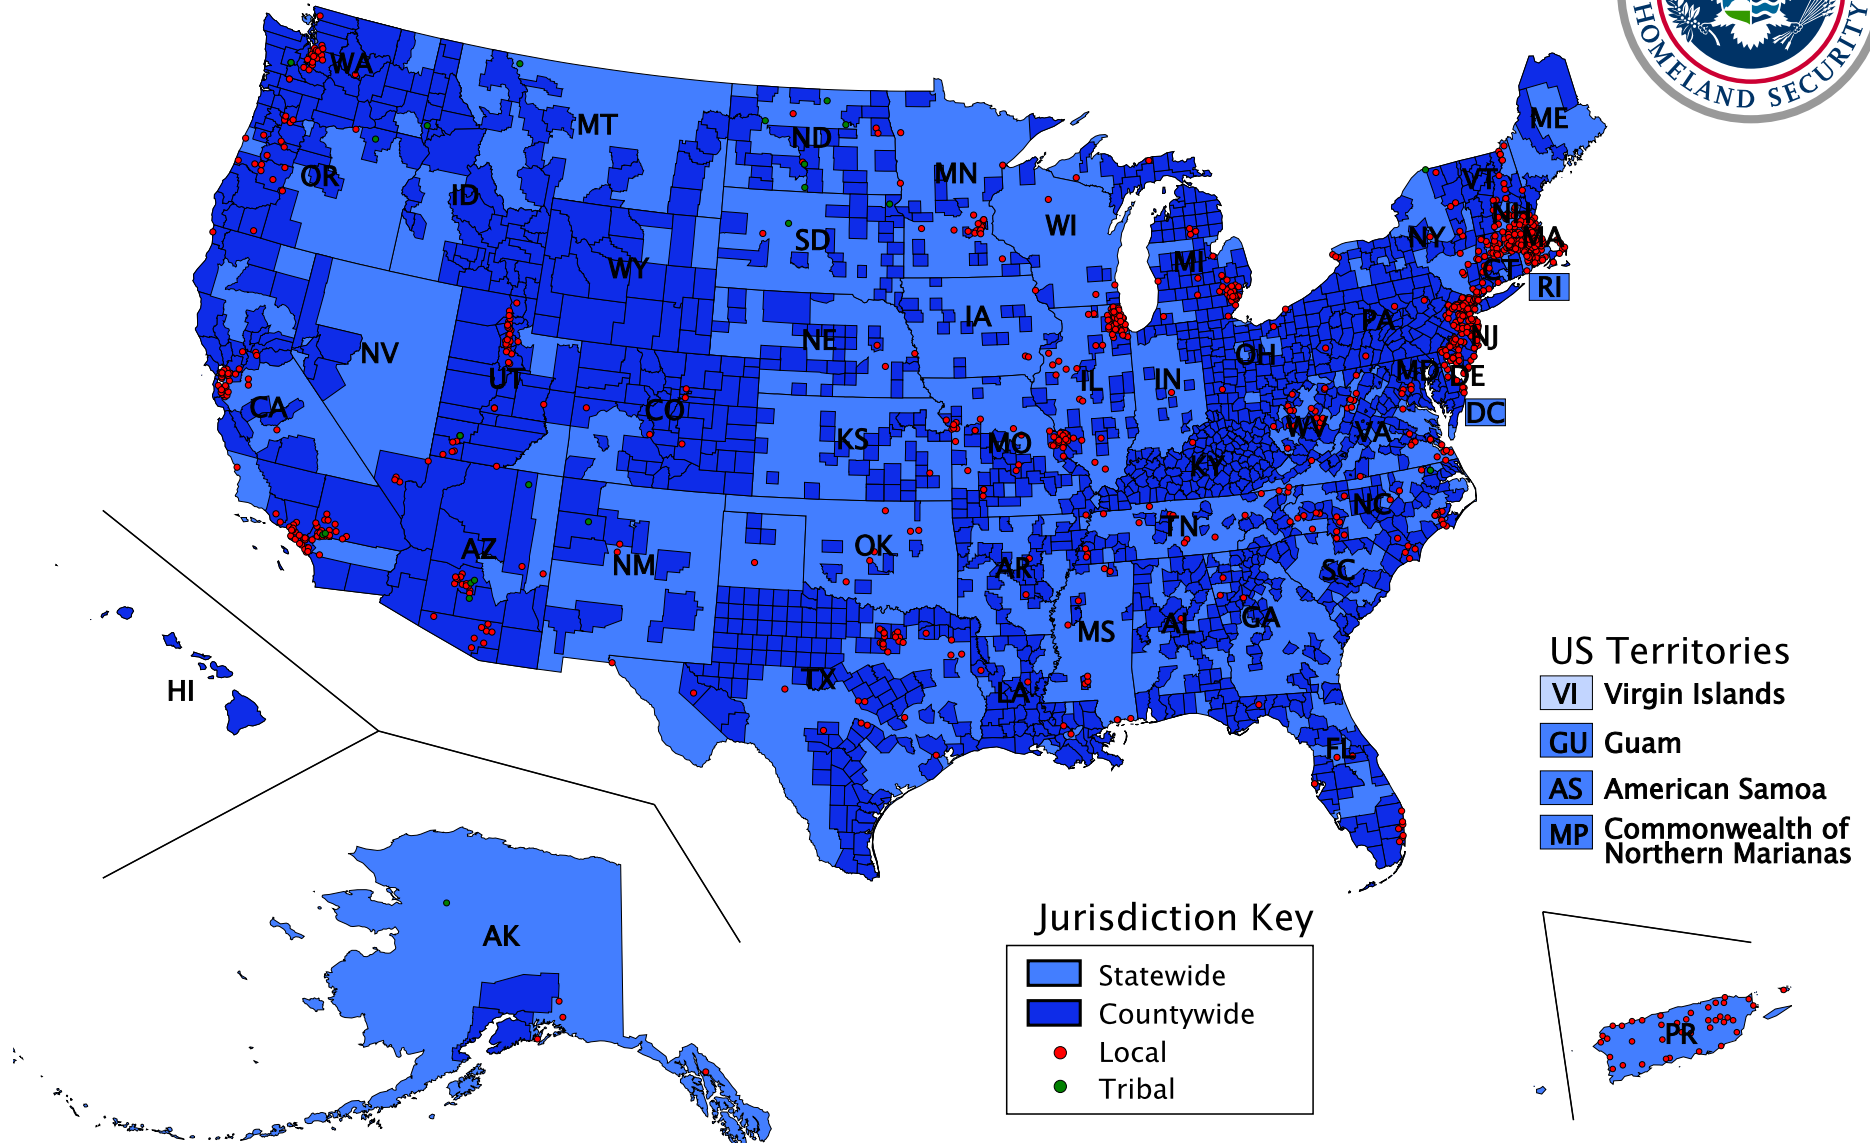 HOMELAND SECURITY
WA
MT
ND
ME
OR
ID
MN
VT
NH
WI
NY
MA
SD
MI
CT
WY
RI
IA
PA
NE
NJ
NV
OH
UT
IL
IN
MD
DE
CA
CO
DC
KS
MO
WV
VA
KY
NC
TN
AZ
OK
NM
AR
SC
GA
AL
MS
US Territories
HI
TX
LA
VI Virgin Islands
FL
GU Guam
AS American Samoa
MP Commonwealth of
Northern Marianas
AK
Jurisdiction Key
Statewide
Countywide
PR
Local
Tribal